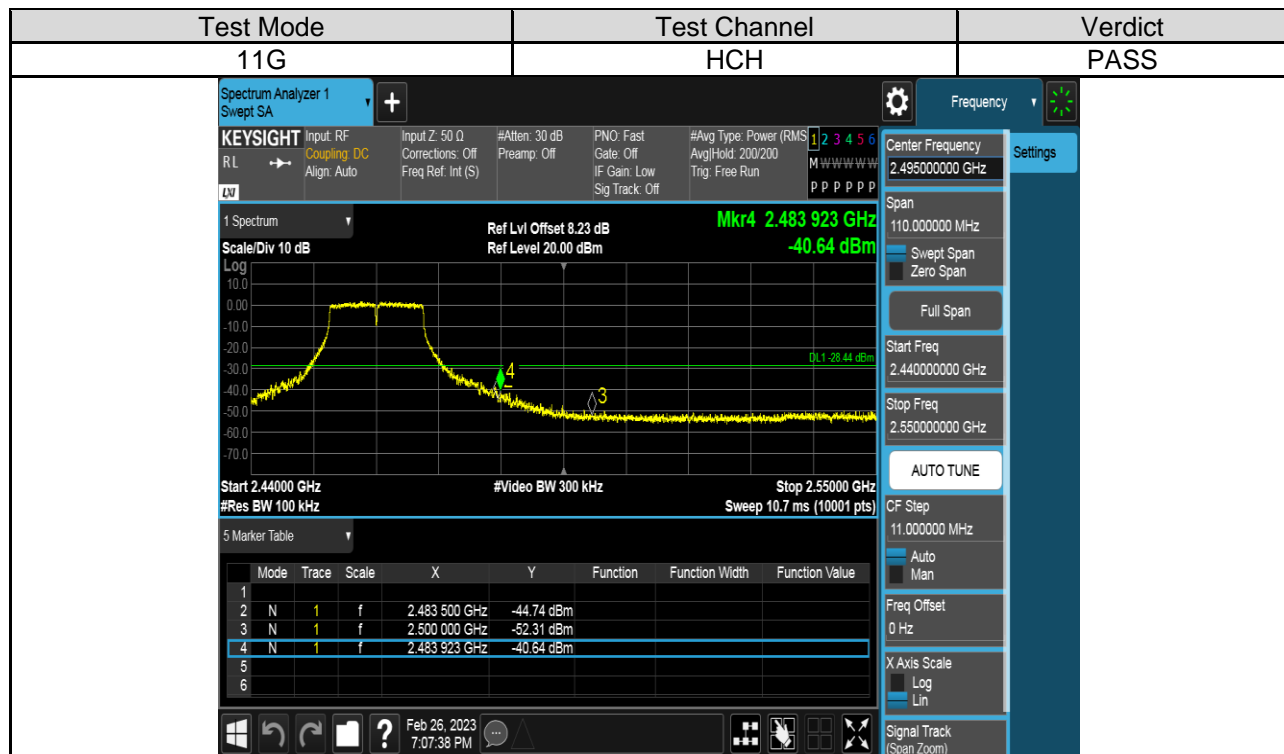 Test Mode Test Channel Verdict
11G HCH PASS
Spectrum Analyzer 1
Swept SA
+
Frequency
KEYSIGHT
R L
LXI
Input: RF
Coupling: DC
Align: Auto
Input Z: 50 Ω
Corrections: Off
Freq Ref: Int (S)
#Atten: 30 dB
Preamp: Off
PNO: Fast
Gate: Off
IF Gain: Low
Sig Track: Off
#Avg Type: Power (RMS
Avg|Hold: 200/200
Trig: Free Run
1 2 3 4 5 6
M W W W W W
P P P P P P
1 Spectrum
Scale/Div 10 dB
Ref Lvl Offset 8.23 dB
Ref Level 20.00 dBm
Mkr4 2.483 923 GHz
-40.64 dBm
Log
10.0
0.00
-10.0
-20.0
-30.0
-40.0
-50.0
-60.0
-70.0
DL1 -28.44 dBm
4
3
Start 2.44000 GHz #Video BW 300 kHz Stop 2.55000 GHz
#Res BW 100 kHz Sweep 10.7 ms (10001 pts)
5 Marker Table
Mode Trace Scale X Y Function Function Width Function Value
1
2 N 1 f 2.483 500 GHz -44.74 dBm
3 N 1 f 2.500 000 GHz -52.31 dBm
4 N 1 f 2.483 923 GHz -40.64 dBm
5
6
?
Feb 26, 2023
7:07:38 PM
Center Frequency
2.495000000 GHz
Settings
Span
110.000000 MHz
Swept Span
Zero Span
Full Span
Start Freq
2.440000000 GHz
Stop Freq
2.550000000 GHz
AUTO TUNE
CF Step
11.000000 MHz
Auto
Man
Freq Offset
0 Hz
X Axis Scale
Log
Lin
Signal Track
(Span Zoom)